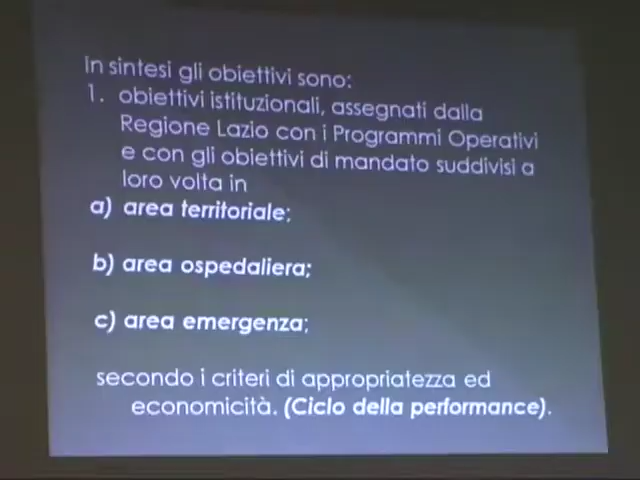 In sintesi gli obiettivi sono:
1. obiettivi istituzionali, assegnati dalla
Regione Lazio con i Programmi Operativi
e con gli obiettivi di mandato suddivisi a
loro volta in
a) area territoriale;
b) area ospedaliera;
c) area emergenza;
secondo i criteri di appropriatezza ed
economicità. (Ciclo della performance).